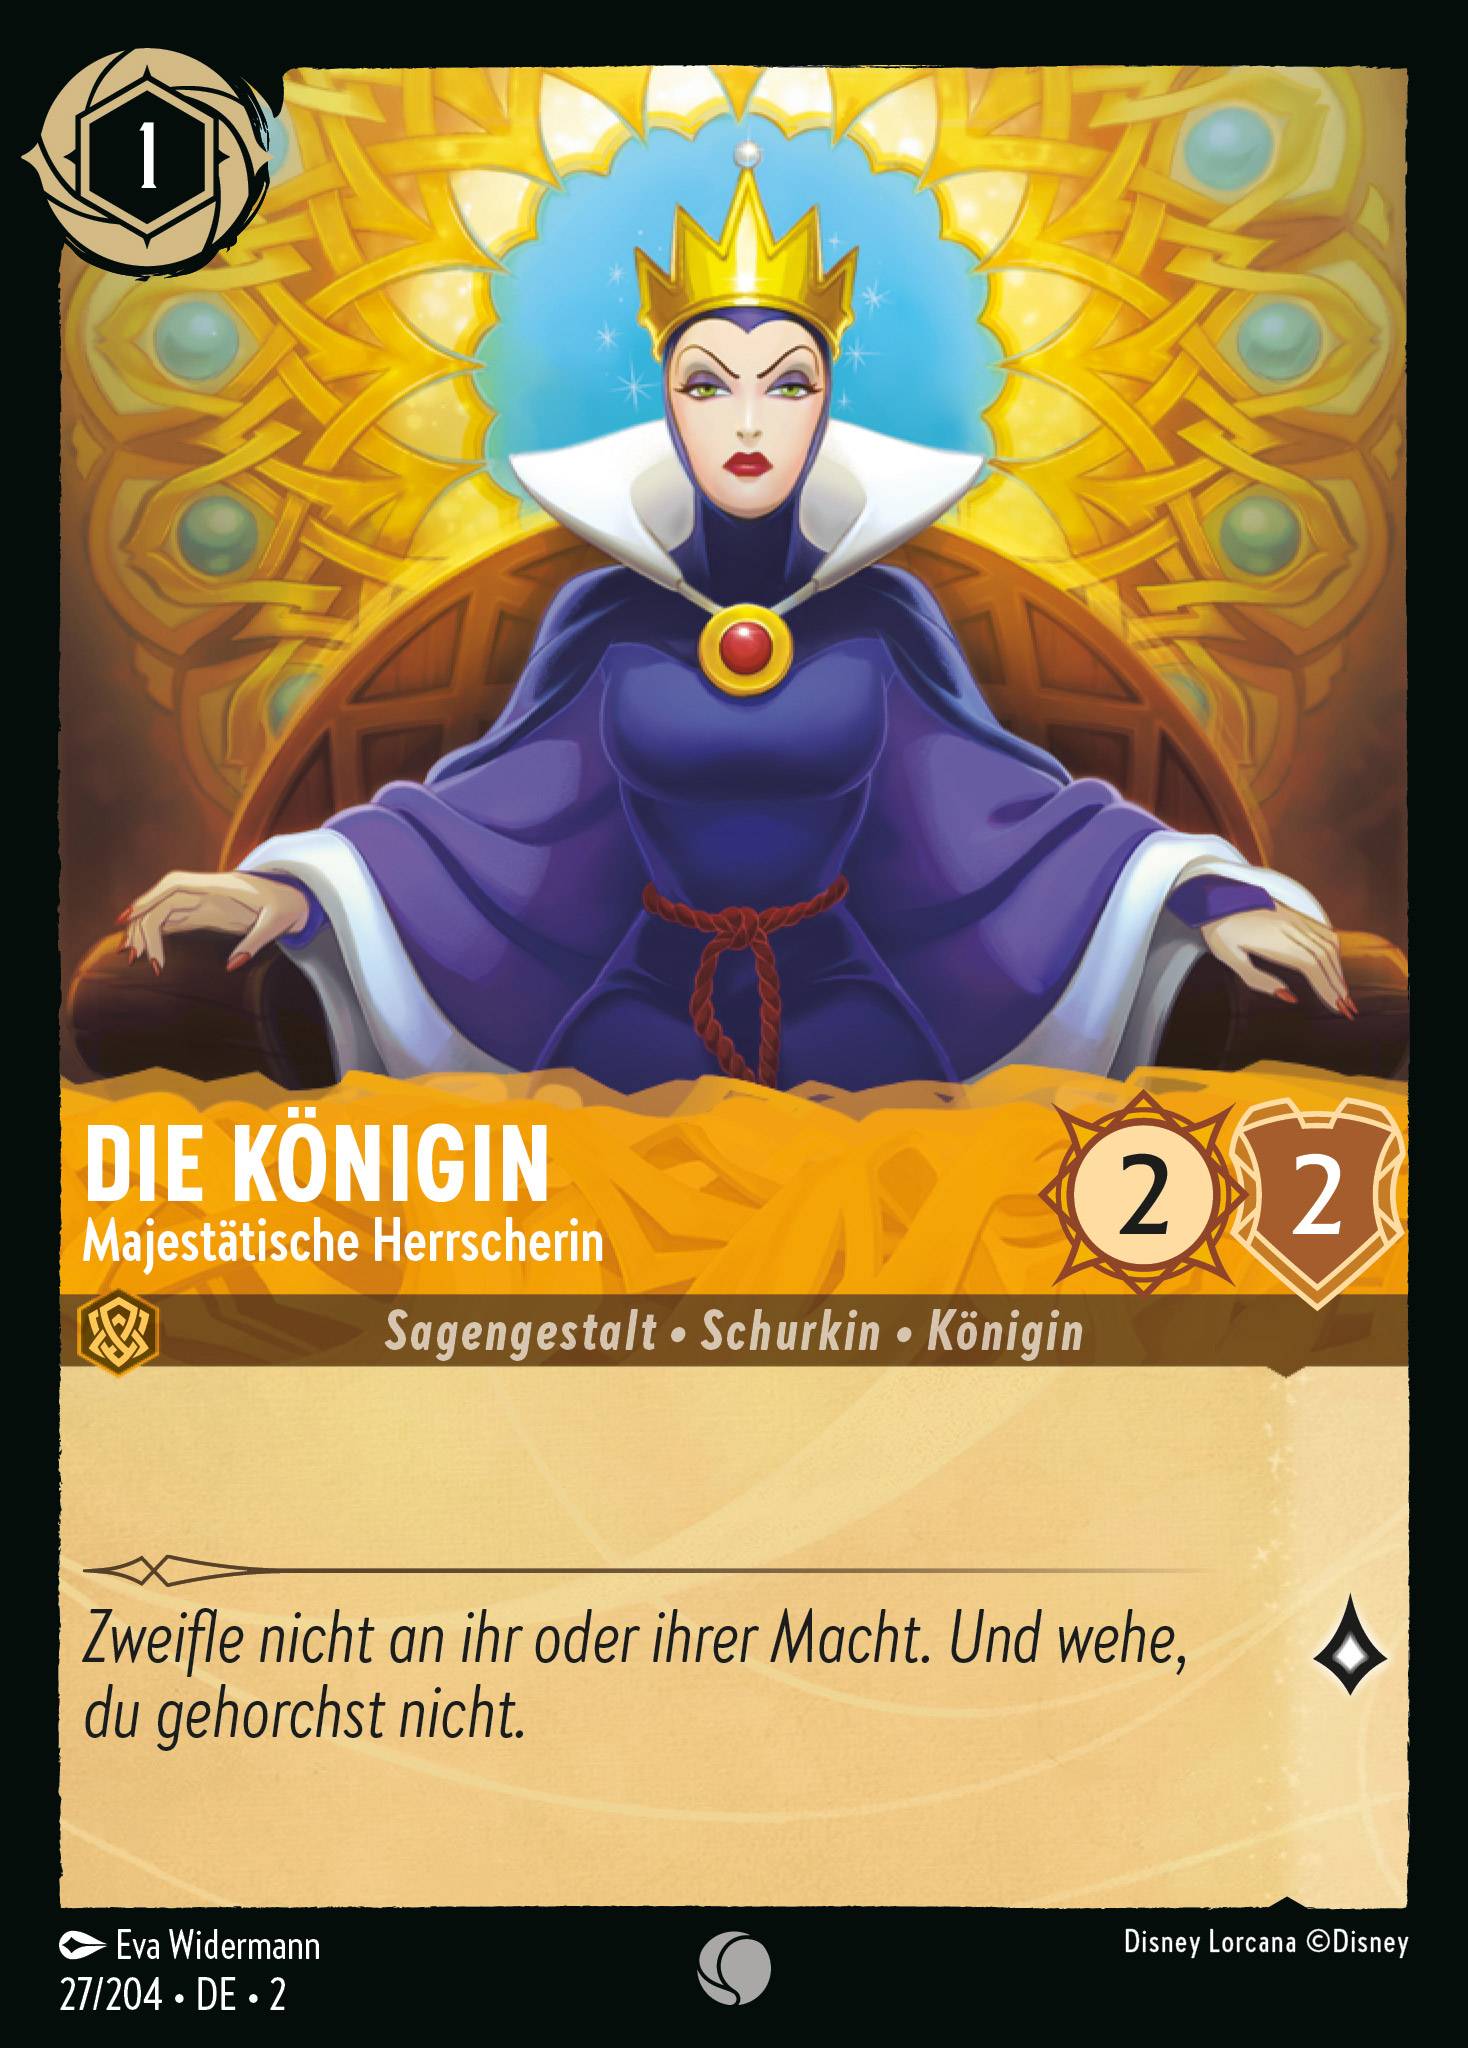 1
DIE KÖNIGIN
Majestätische Herrscherin
2 2
Sagengestalt • Schurkin • Königin
Zweifle nicht an ihr oder ihrer Macht. Und wehe,
du gehorchst nicht.
Eva Widermann
27/204 • DE • 2
Disney Lorcana ©Disney